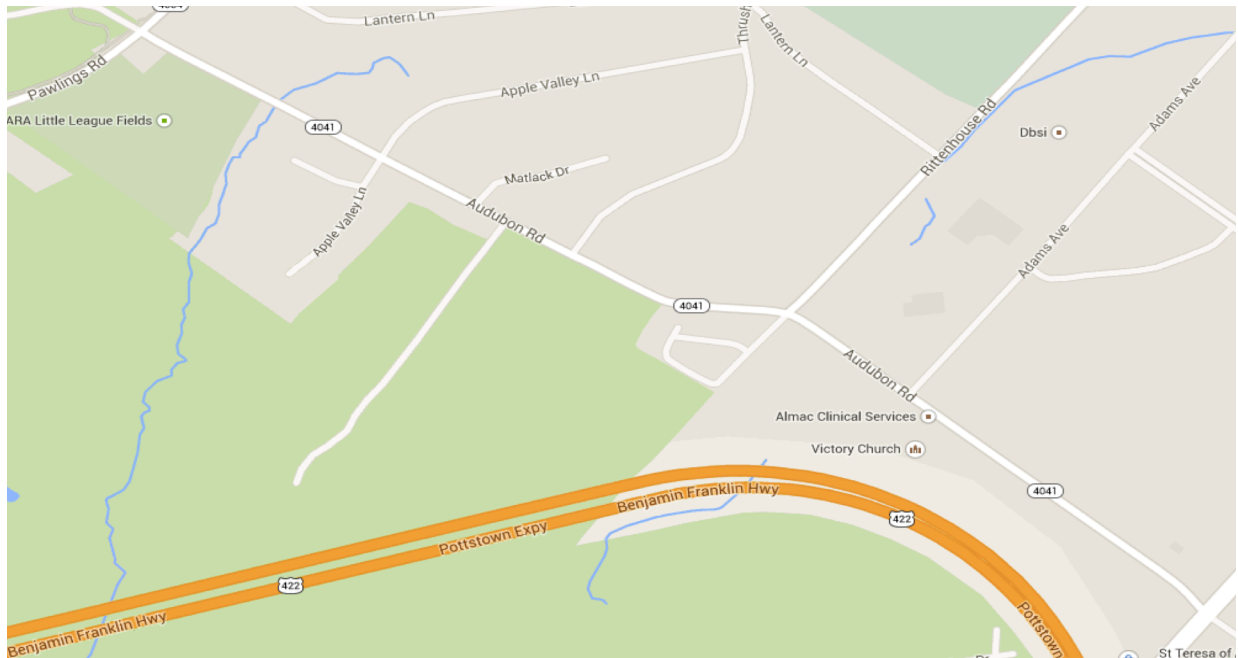 Lantern Ln
Thrush
Lantern Ln
Pawlings Rd
Apple Valley Ln
Adams Ave
ARA Little League Fields
4041
Dbsi
Rittenhouse Rd
Matlack Dr
Apple Valley Ln
Audubon Rd
Adams Ave
4041
Audubon Rd
Almac Clinical Services
Victory Church
Benjamin Franklin Hwy
4041
422
Pottstown Expy
422
Pottstown
Benjamin Franklin Hwy
St Teresa of